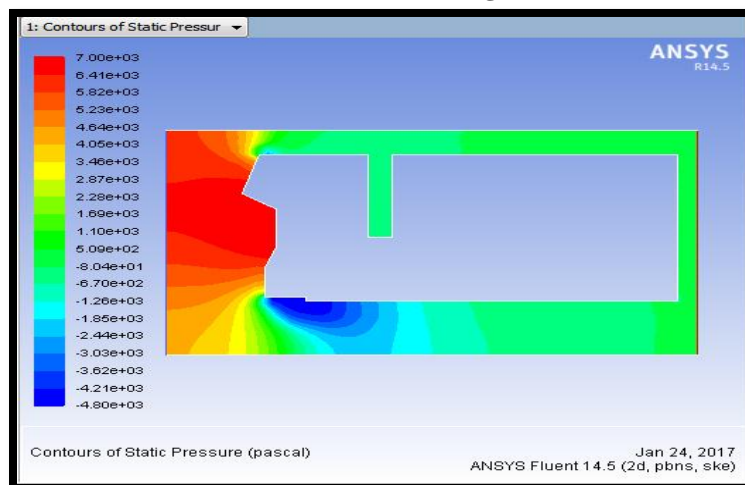 1: Contours of Static Pressur
ANSYS
R14.5
7.00e+03
6.41e+03
5.82e+03
5.23e+03
4.64e+03
4.05e+03
3.46e+03
2.87e+03
2.28e+03
1.69e+03
1.10e+03
5.09e+02
-8.04e+01
-6.70e+02
-1.26e+03
-1.85e+03
-2.44e+03
-3.03e+03
-3.62e+03
-4.21e+03
-4.80e+03
Contours of Static Pressure (pascal)
Jan 24, 2017
ANSYS Fluent 14.5 (2d, pbns, ske)